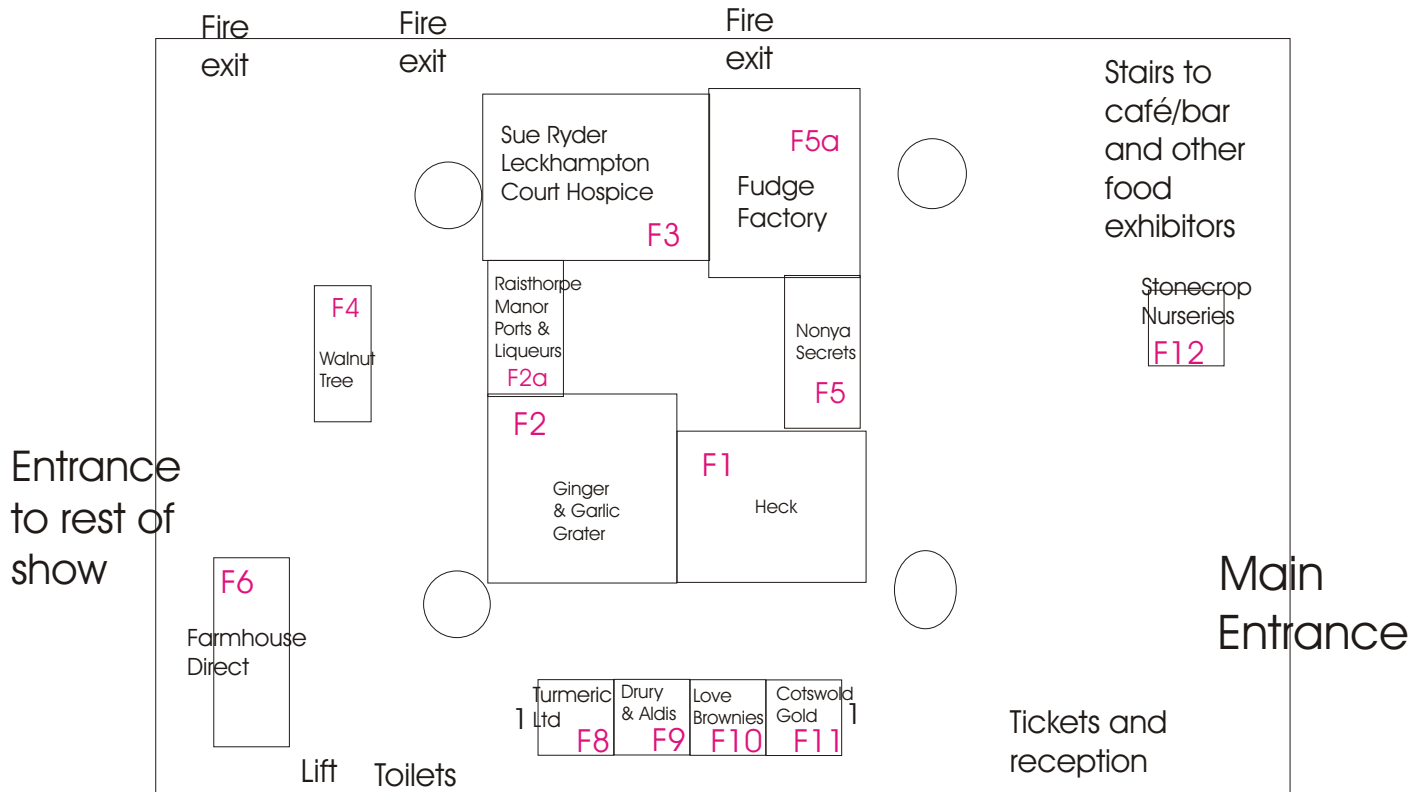 Fire
exit
Fire
exit
Fire
exit
Stairs to
café/bar
and other
food
exhibitors
Sue Ryder
Leckhampton
Court Hospice
F3
F5a
Fudge
Factory
Raisthorpe
Manor
Ports &
Liqueurs
F2a
F4
Walnut
Tree
Nonya
Secrets
F5
Stonecrop
Nurseries
F12
F2
Ginger
& Garlic
Grater
F1
Heck
Entrance
to rest of
show
F6
Farmhouse
Direct
Main
Entrance
1
Turmeric
Ltd
F8
Drury
& Aldis
F9
Love
Brownies
F10
Cotswold
Gold
F11
1
Tickets and
reception
Lift
Toilets